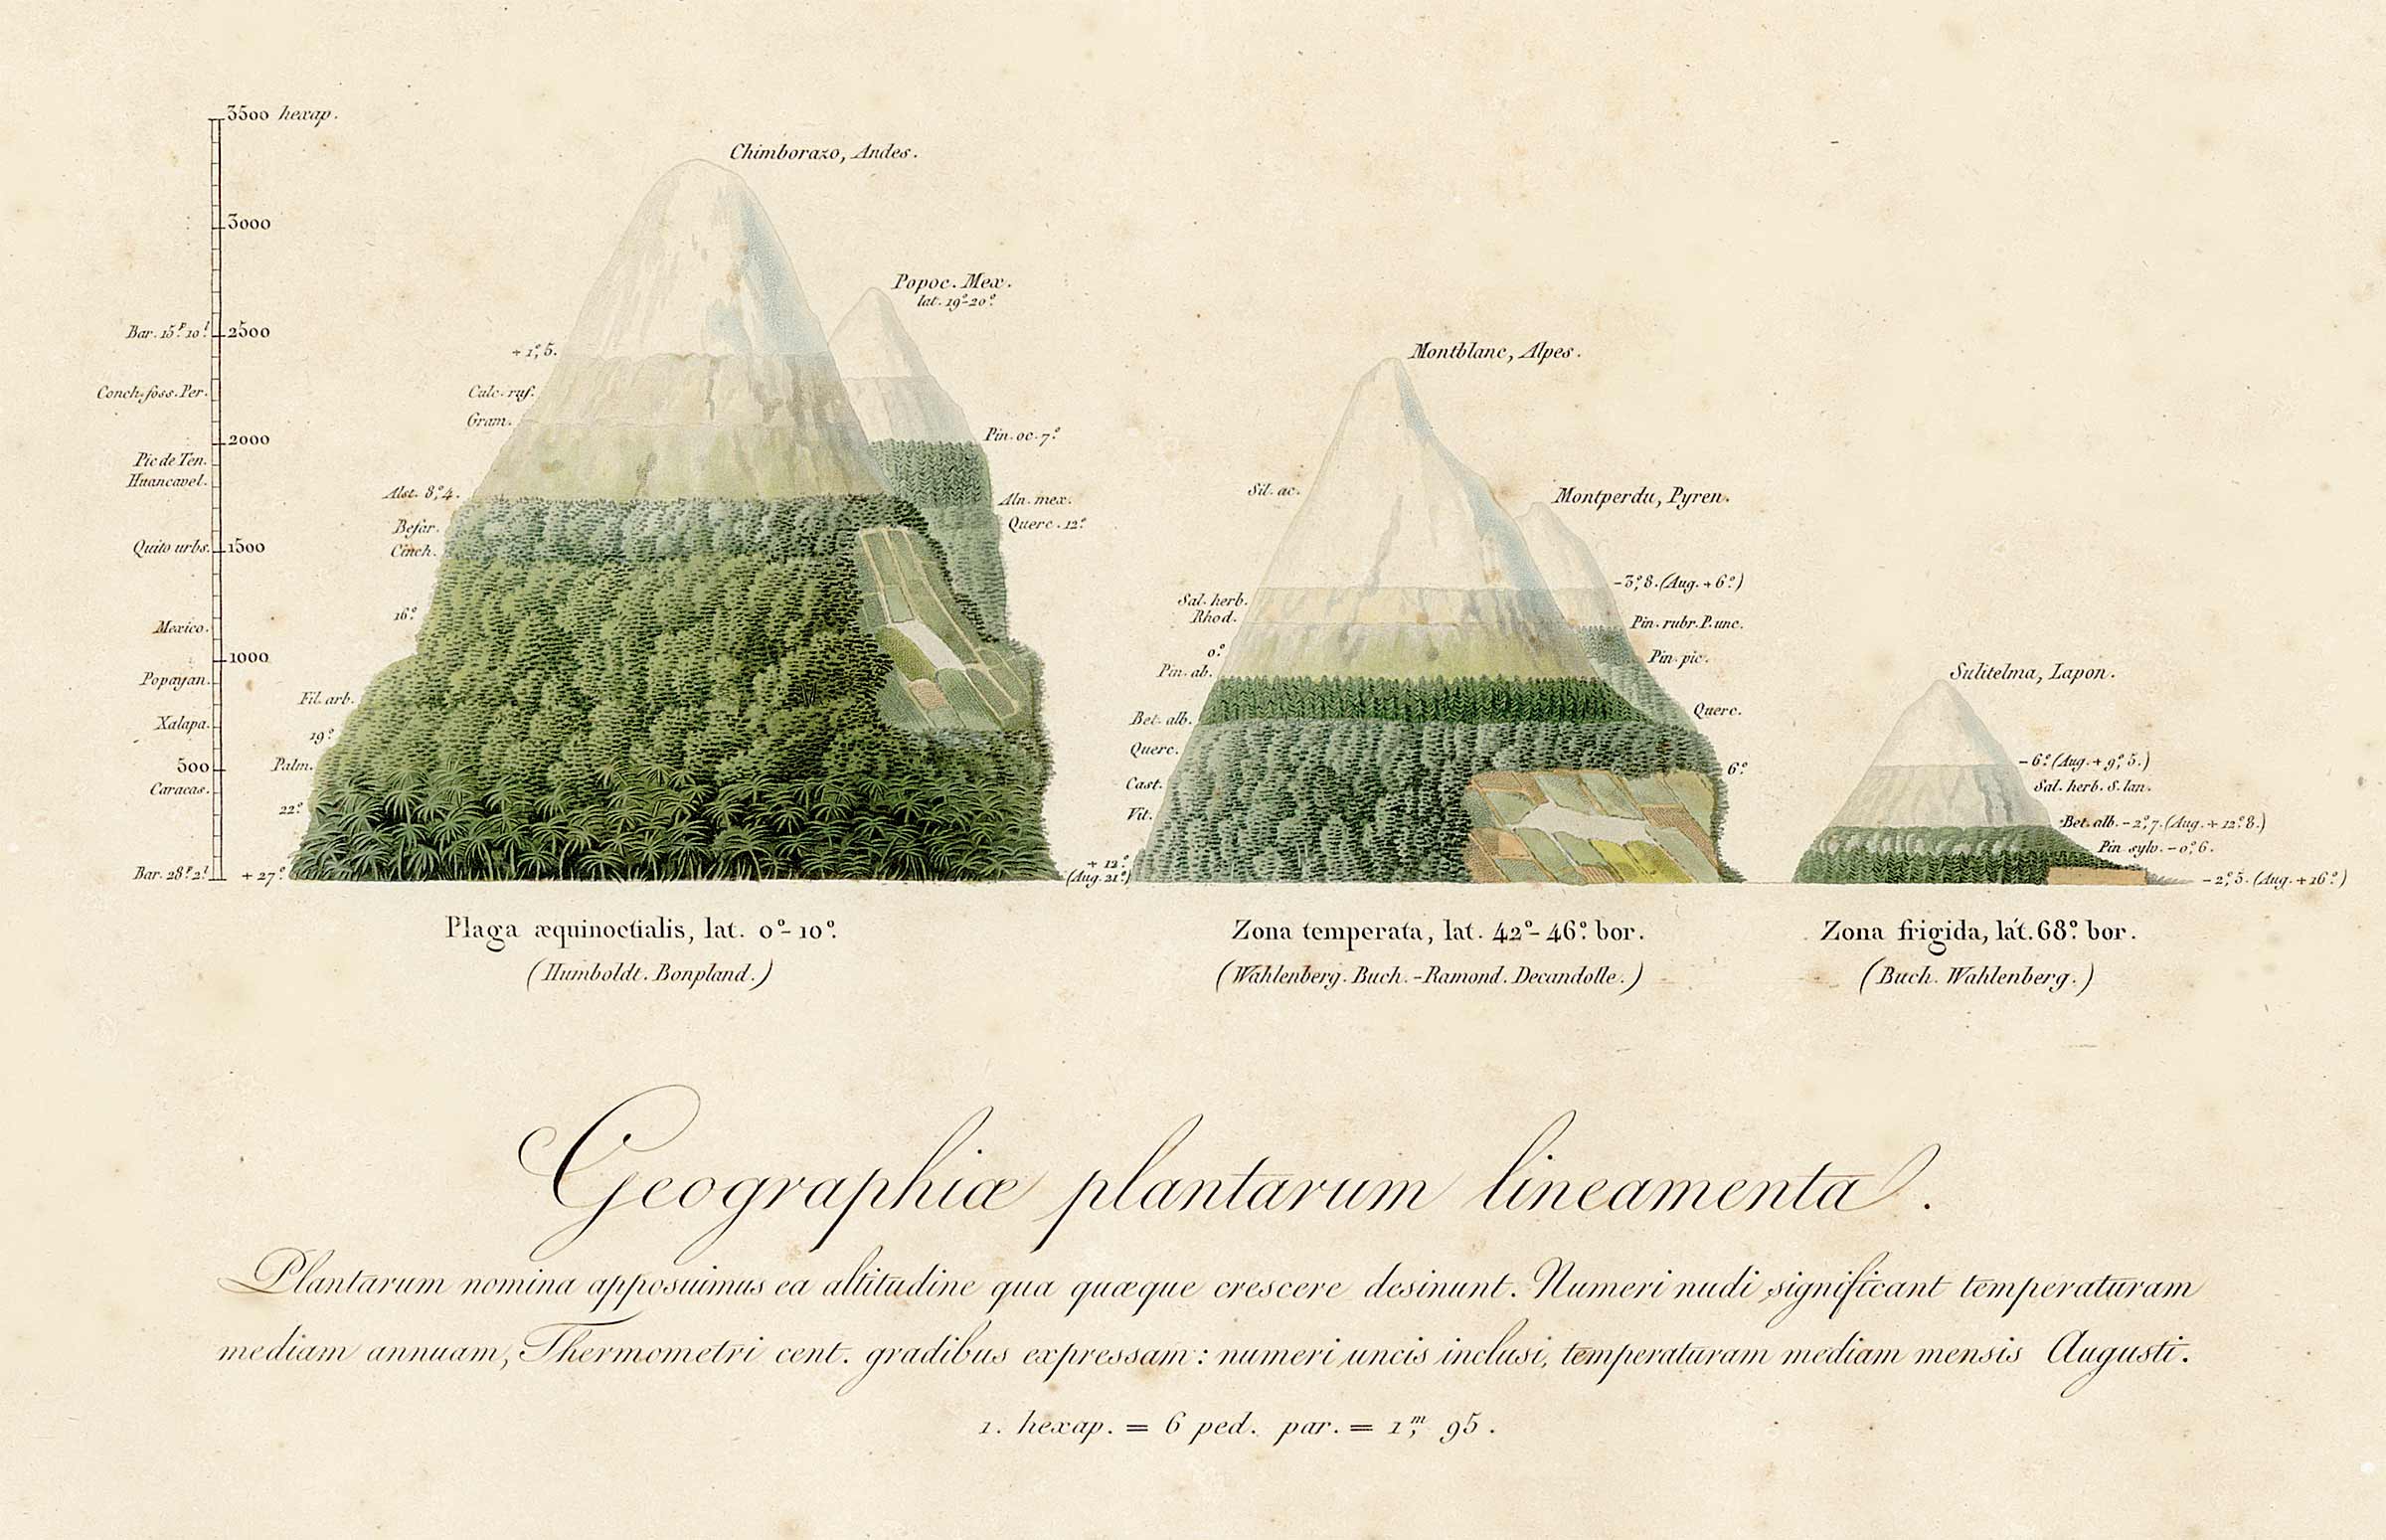 3500 hexap.
Chimborazo, Andes.
3000
Popoc. Mex.
lat. 19°-20°.
Bar. 15.P 10.l
2500
+ 1°,5.
Montblanc, Alpes.
Conch. foss. Per.
Calc. ruf.
Gram.
2000
Pin. oc. 7°
Pic de Ten.
Huancavel.
Alst. 8°,4.
Aln. mex.
Sil. ac.
Montperdu, Pyren.
Befar.
Querc. 12°
Quito urbs.
1500
Cinch.
-3°,8. (Aug. + 6°)
Sal. herb.
Rhod.
16°
Mexico.
Pin. rubr. P. unc.
1000
0°
Pin. pic.
Popayan.
Pin. ab.
Sulitelma, Lapon.
Fil. arb.
Xalapa.
Bet. alb.
Querc.
19°
Querc.
500
Palm.
6°
-6° (Aug. + 9°,5.)
Caracas.
Cast.
Sal. herb. S. lan.
22°
Vit.
Bet. alb. -2°,7. (Aug. + 12°,8.)
Pin sylv. -0°,6.
Bar. 28.P 2.l
+ 27°
+ 12°
(Aug. 21°)
-2°,5. (Aug. + 16°)
Plaga æquinoctialis, lat. 0°-10°.
Zona temperata, lat. 42°-46° bor.
Zona frigida, lat. 68° bor.
(Humboldt. Bonpland.)
(Wahlenberg. Buch. - Ramond. Decandolle.)
(Buch. Wahlenberg.)
Geographiæ plantarum lineamenta.
Plantarum nomina apposuimus ea altitudine qua quæque crescere desinunt. Numeri nudi significant temperaturam
mediam annuam, Thermometri cent. gradibus expressam: numeri uncis inclusi, temperaturam mediam mensis Augusti.
1. hexap. = 6 ped. par. = 1,m 95.